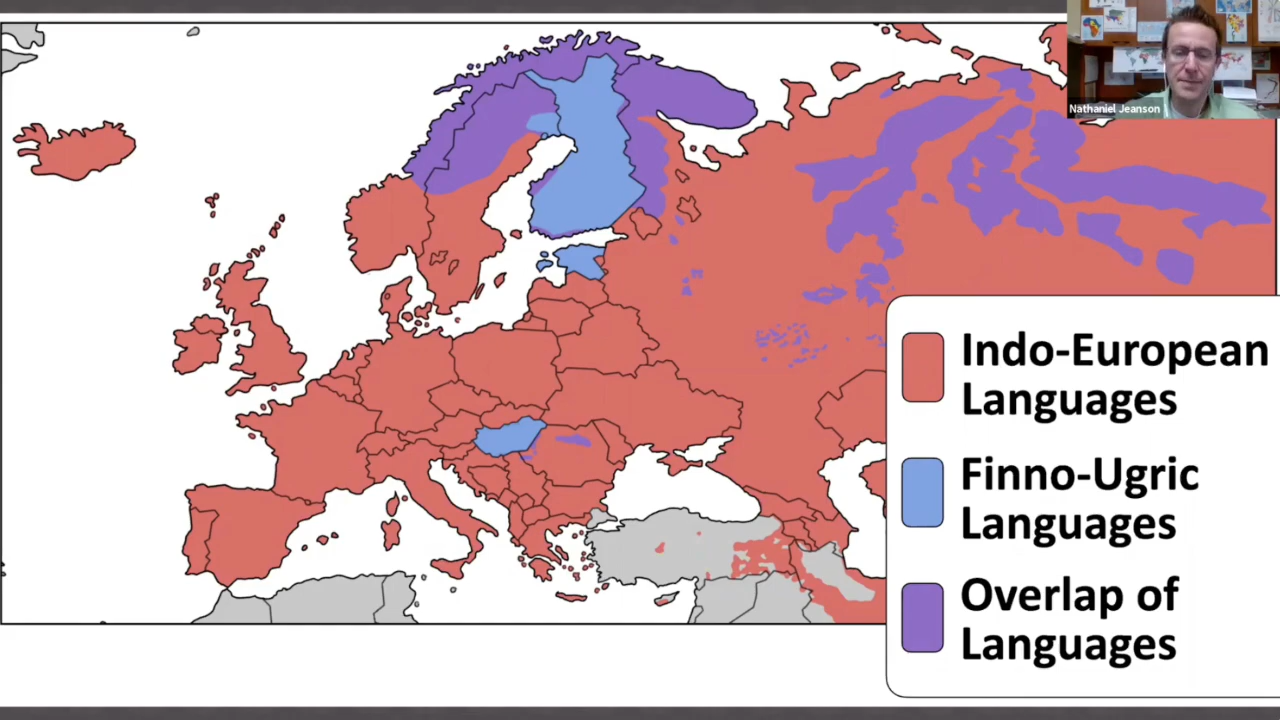 Nathaniel Jeanson
Indo-European
Languages
Finno-Ugric
Languages
Overlap of
Languages